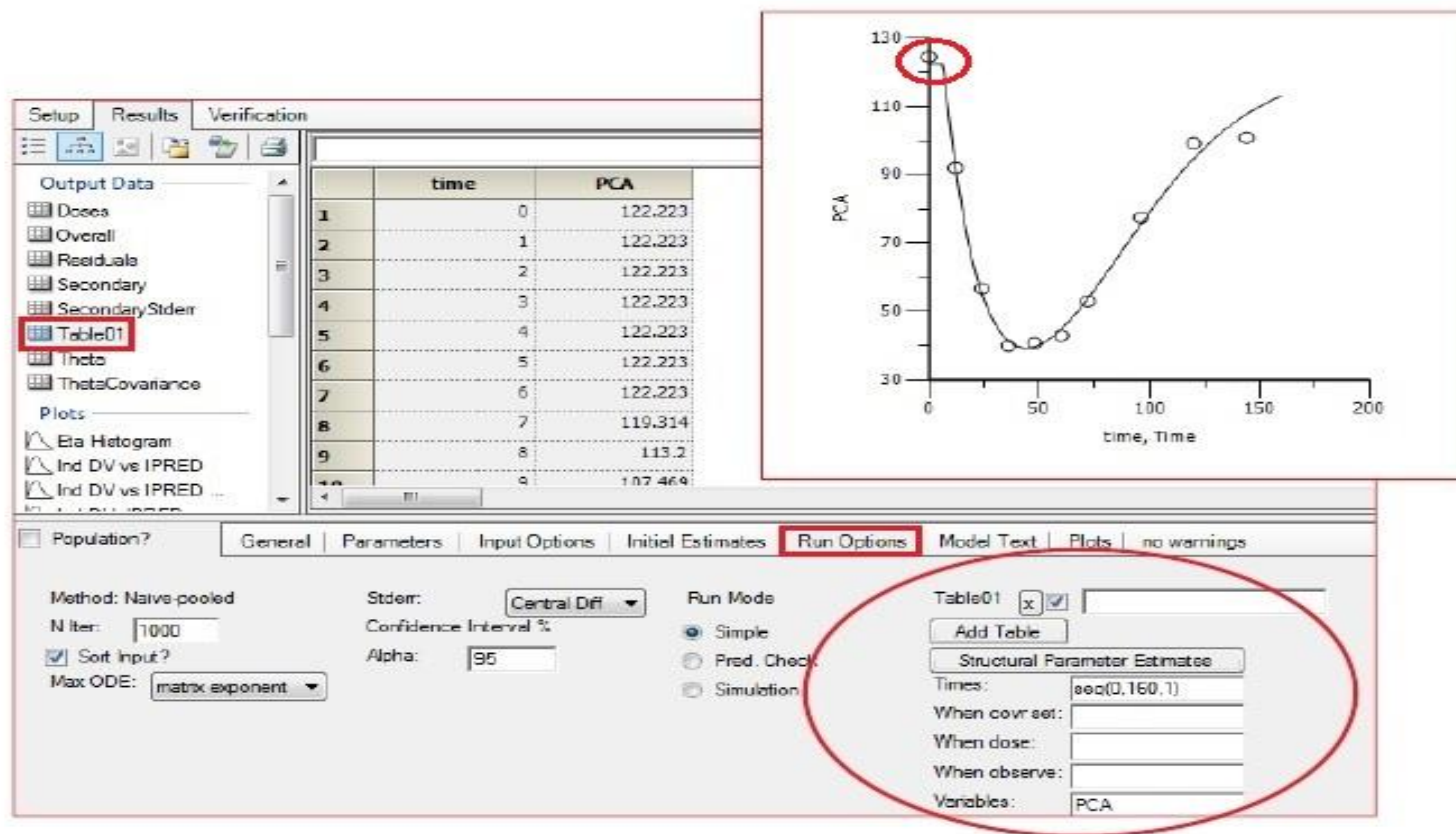 130
110
90
70
50
30
PCA
0 50 100 150 200
time, Time
Setup Results Verification
Output Data
Doses
Overall
Residuals
Secondary
SecondaryStderr
Table01
Theta
ThetaCovariance
Plots
Eta Histogram
Ind DV vs IPRED
Ind DV vs IPRED ...
time PCA
1 0 122.223
2 1 122.223
3 2 122.223
4 3 122.223
5 4 122.223
6 5 122.223
7 6 122.223
8 7 119.314
9 8 113.2
10 9 107.469
Population? General Parameters Input Options Initial Estimates Run Options Model Text Plots no warnings
Method: Naive-pooled
N Iter: 1000
Sort Input?
Max ODE: matrix exponent
Stderr: Central Diff
Confidence Interval %
Alpha: 95
Run Mode
Simple
Pred. Check
Simulation
Table01 x
Add Table
Structural Parameter Estimates
Times: seq(0,160,1)
When covr set:
When dose:
When observe:
Variables: PCA